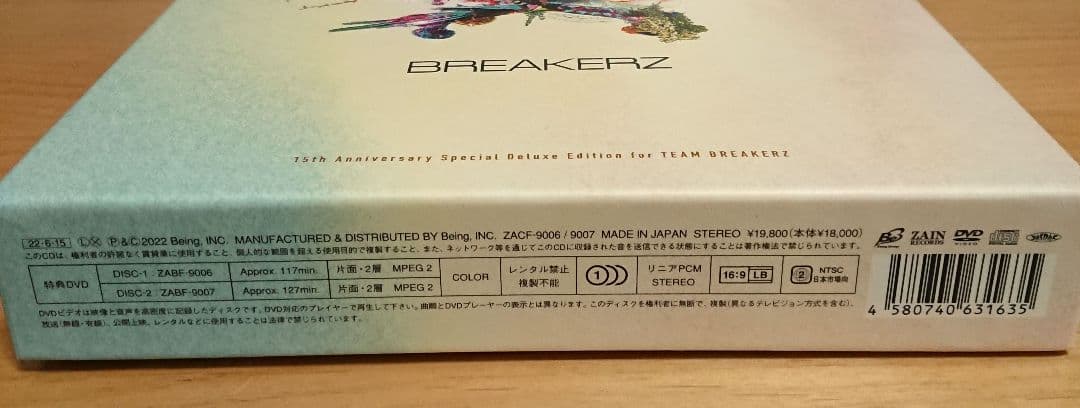 BREAKERZ
15th Anniversary Special Deluxe Edition for TEAM BREAKERZ
22・6・15 Ⓛ Ⓧ Ⓟ&Ⓒ2022 Being, INC. MANUFACTURED & DISTRIBUTED BY Being, INC. ZACF-9006 / 9007 MADE IN JAPAN STEREO ¥19,800(本体¥18,000)
このCDは、権利者の許諾なく賃貸業に使用すること、個人的な範囲を超える使用目的で複製すること、また、ネットワーク等を通じてこのCDに収録された音を送信できる状態にすることは著作権法で禁じられています。
ZAIN RECORDS DVD VIDEO
特典DVD
DISC-1 : ZABF-9006 Approx. 117min. 片面・2層 MPEG 2
DISC-2 : ZABF-9007 Approx. 127min. 片面・2層 MPEG 2
COLOR
レンタル禁止
複製不能
1
リニアPCM
STEREO
16:9 LB
2 NTSC
日本市場向
DVDビデオは映像と音声を高密度に記録したディスクです。DVD対応のプレイヤーで再生して下さい。曲順とDVDプレーヤーの表示とは異なります。このディスクを権利者に無断で、複製(異なるテレビジョン方式を含む)、
放送(無線・有線)、公開上映、レンタルなどに使用することは法律で禁じられています。
4 580740 631635